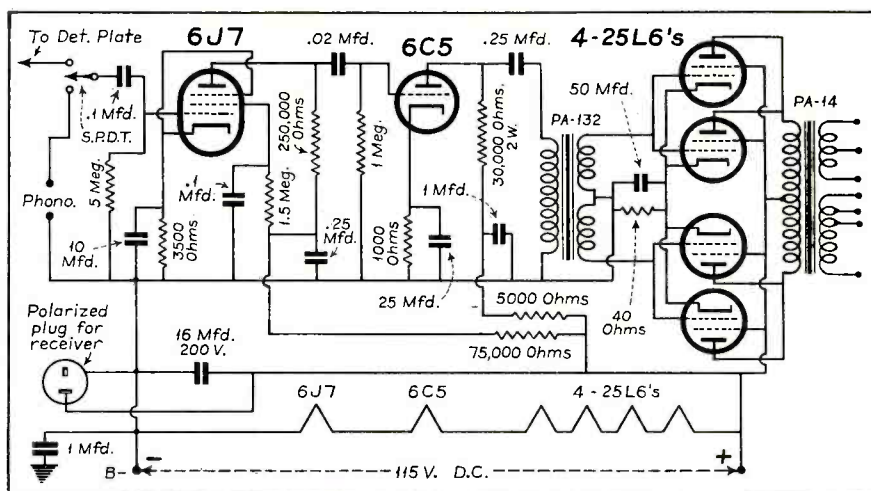 To Det. Plate
6J7
.02 Mfd.
6C5
.25 Mfd.
4-25L6's
.1 Mfd.
S.P.D.T.
Phono.
5 Meg.
10 Mfd.
3500 Ohms
.1 Mfd.
1.5 Meg.
250,000 Ohms
.25 Mfd.
1 Meg.
1000 Ohms
25 Mfd.
1 Mfd.
30,000 Ohms, 2 W.
PA-132
50 Mfd.
40 Ohms
PA-14
5000 Ohms
75,000 Ohms
Polarized
plug for
receiver
16 Mfd.
200 V.
6J7
6C5
4-25L6's
1 Mfd.
B-
-
115 V. D.C.
+